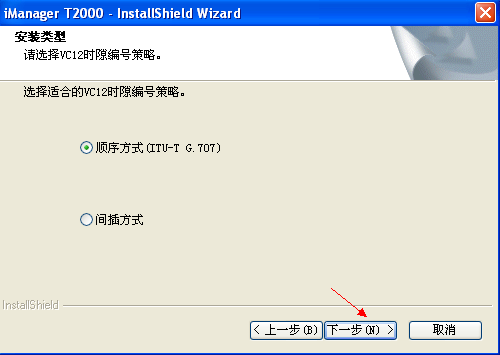 iManager T2000 - InstallShield Wizard
安装类型
请选择VC12时隙编号策略。
选择适合的VC12时隙编号策略。
顺序方式(ITU-T G.707)
间插方式
InstallShield
< 上一步(B) 下一步(N) > 取消